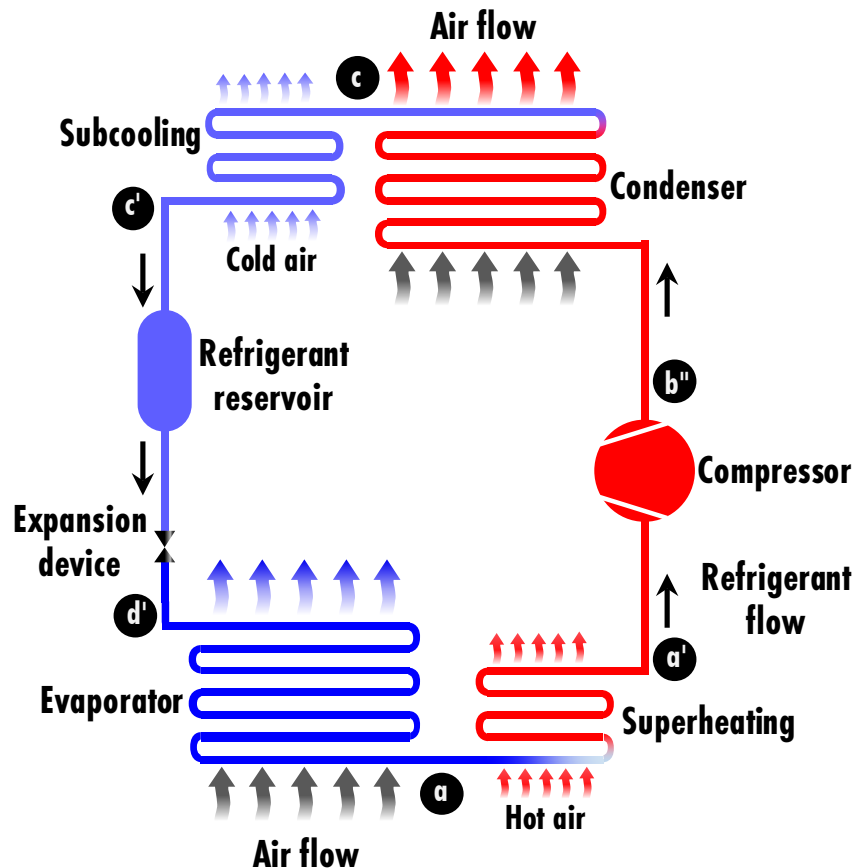 Air flow
c
Subcooling
Condenser
c'
Cold air
Refrigerant
reservoir
b"
Compressor
Expansion
device
Refrigerant
flow
d'
a'
Evaporator
Superheating
a
Hot air
Air flow